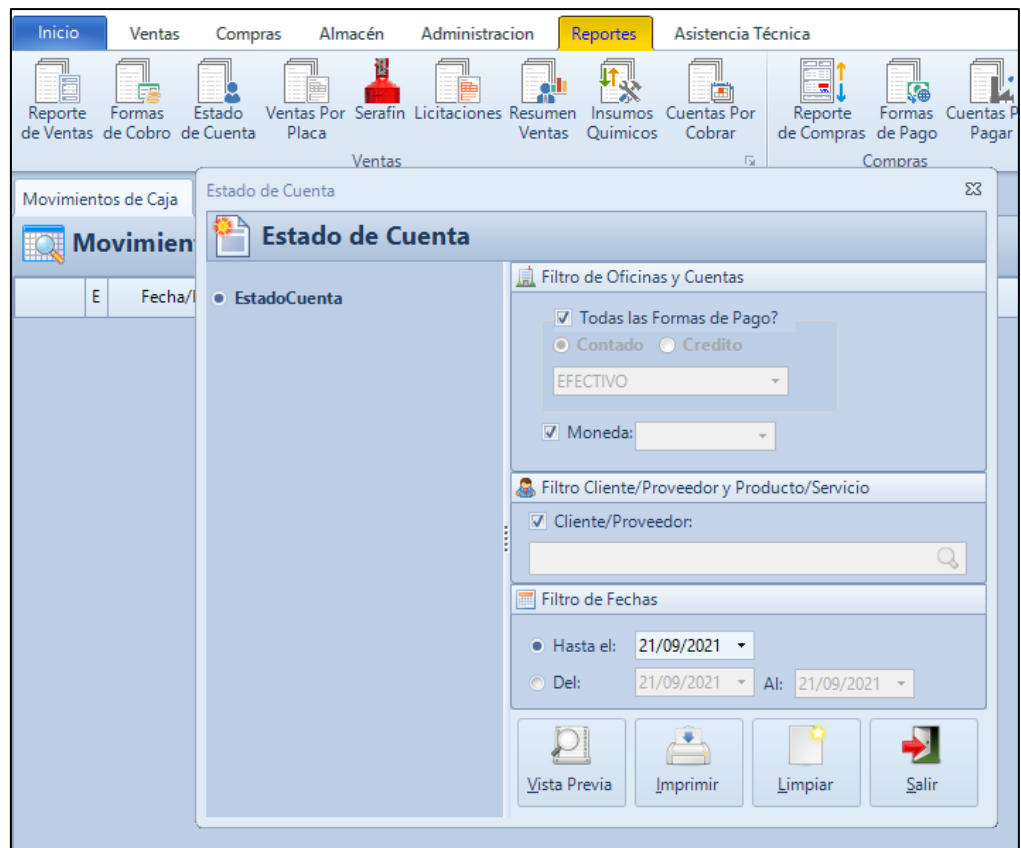 Inicio Ventas Compras Almacén Administracion Reportes Asistencia Técnica
Reporte de Ventas
Formas de Cobro
Estado de Cuenta
Ventas Por Placa
Serafin
Licitaciones
Resumen Ventas
Insumos Quimicos
Cuentas Por Cobrar
Reporte de Compras
Formas de Pago
Cuentas P
Pagar
Ventas
Compras
Movimientos de Caja
Estado de Cuenta
Movimien
Estado de Cuenta
E Fecha/
EstadoCuenta
Filtro de Oficinas y Cuentas
Todas las Formas de Pago?
Contado Credito
EFECTIVO
Moneda:
Filtro Cliente/Proveedor y Producto/Servicio
Cliente/Proveedor:
Filtro de Fechas
Hasta el: 21/09/2021
Del: 21/09/2021 Al: 21/09/2021
Vista Previa Imprimir Limpiar Salir